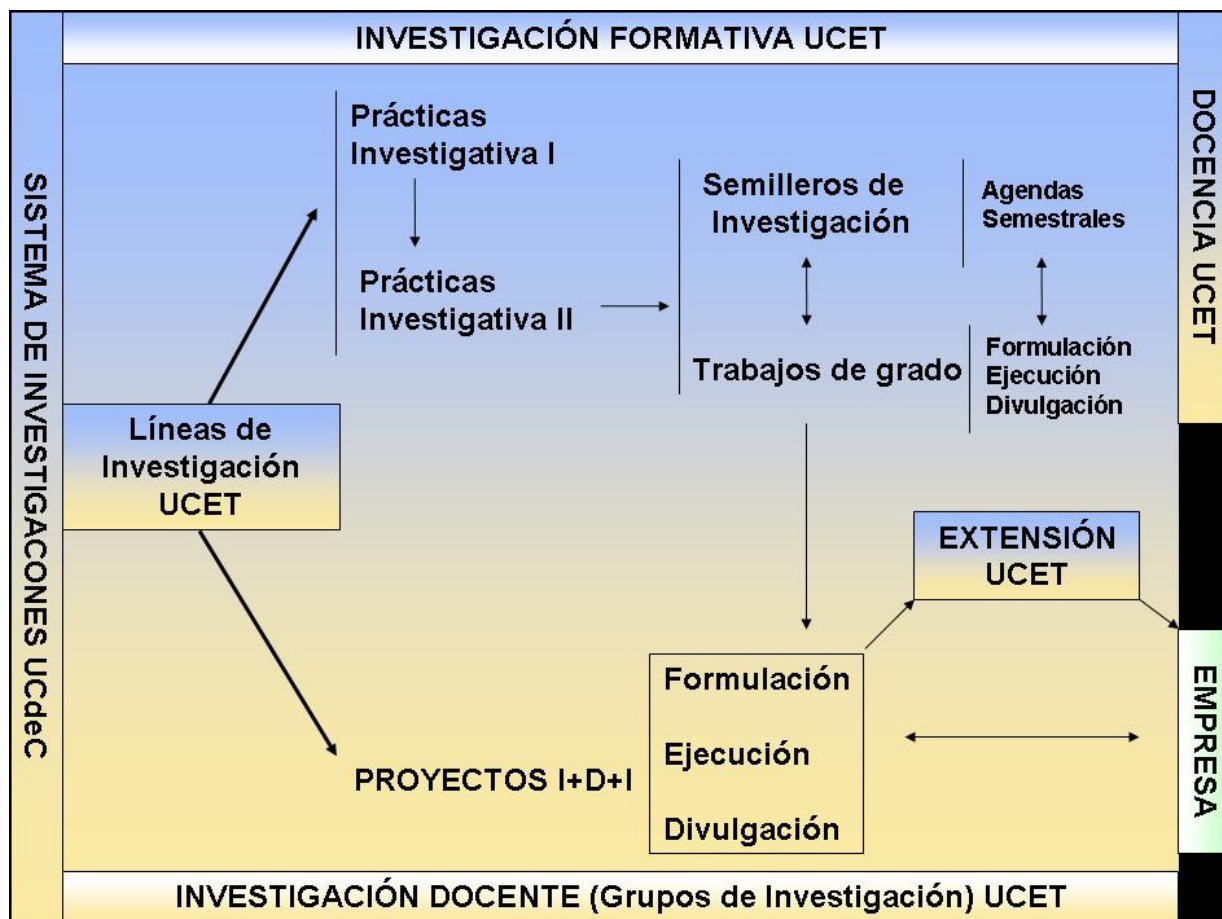 INVESTIGACIÓN FORMATIVA UCET
SISTEMA DE INVESTIGACONES UCdeC
DOCENCIA UCET
Prácticas
Investigativa I
Prácticas
Investigativa II
Semilleros de
Investigación
Trabajos de grado
Agendas
Semestrales
Formulación
Ejecución
Divulgación
Líneas de
Investigación
UCET
EXTENSIÓN
UCET
PROYECTOS I+D+I
Formulación
Ejecución
Divulgación
EMPRESA
INVESTIGACIÓN DOCENTE (Grupos de Investigación) UCET